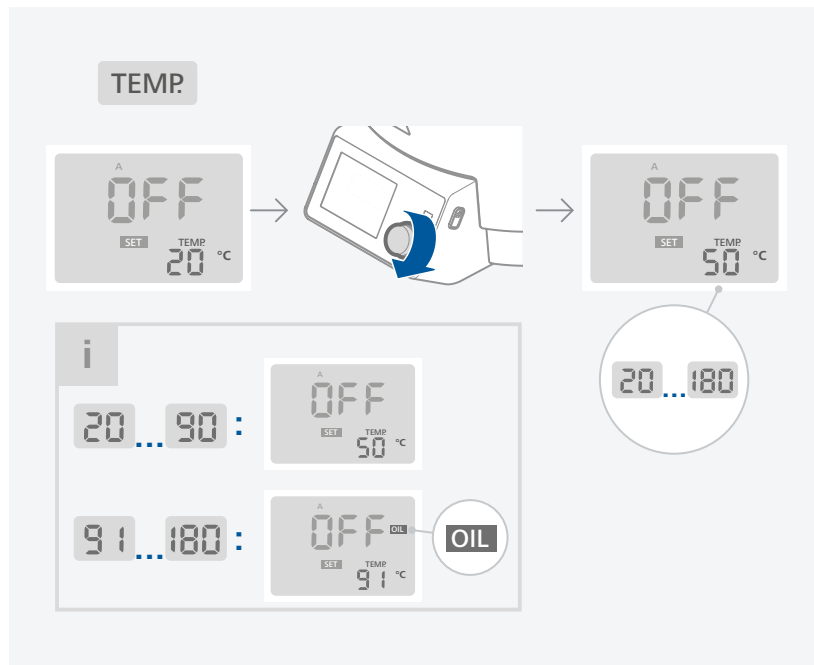 TEMP.
A
OFF
SET TEMP.
20 °C
A
OFF
SET TEMP.
50 °C
20 ... 180
i
20 ... 90 :
A
OFF
SET TEMP.
50 °C
91 ... 180 :
A
OFF OIL
SET TEMP.
91 °C
OIL